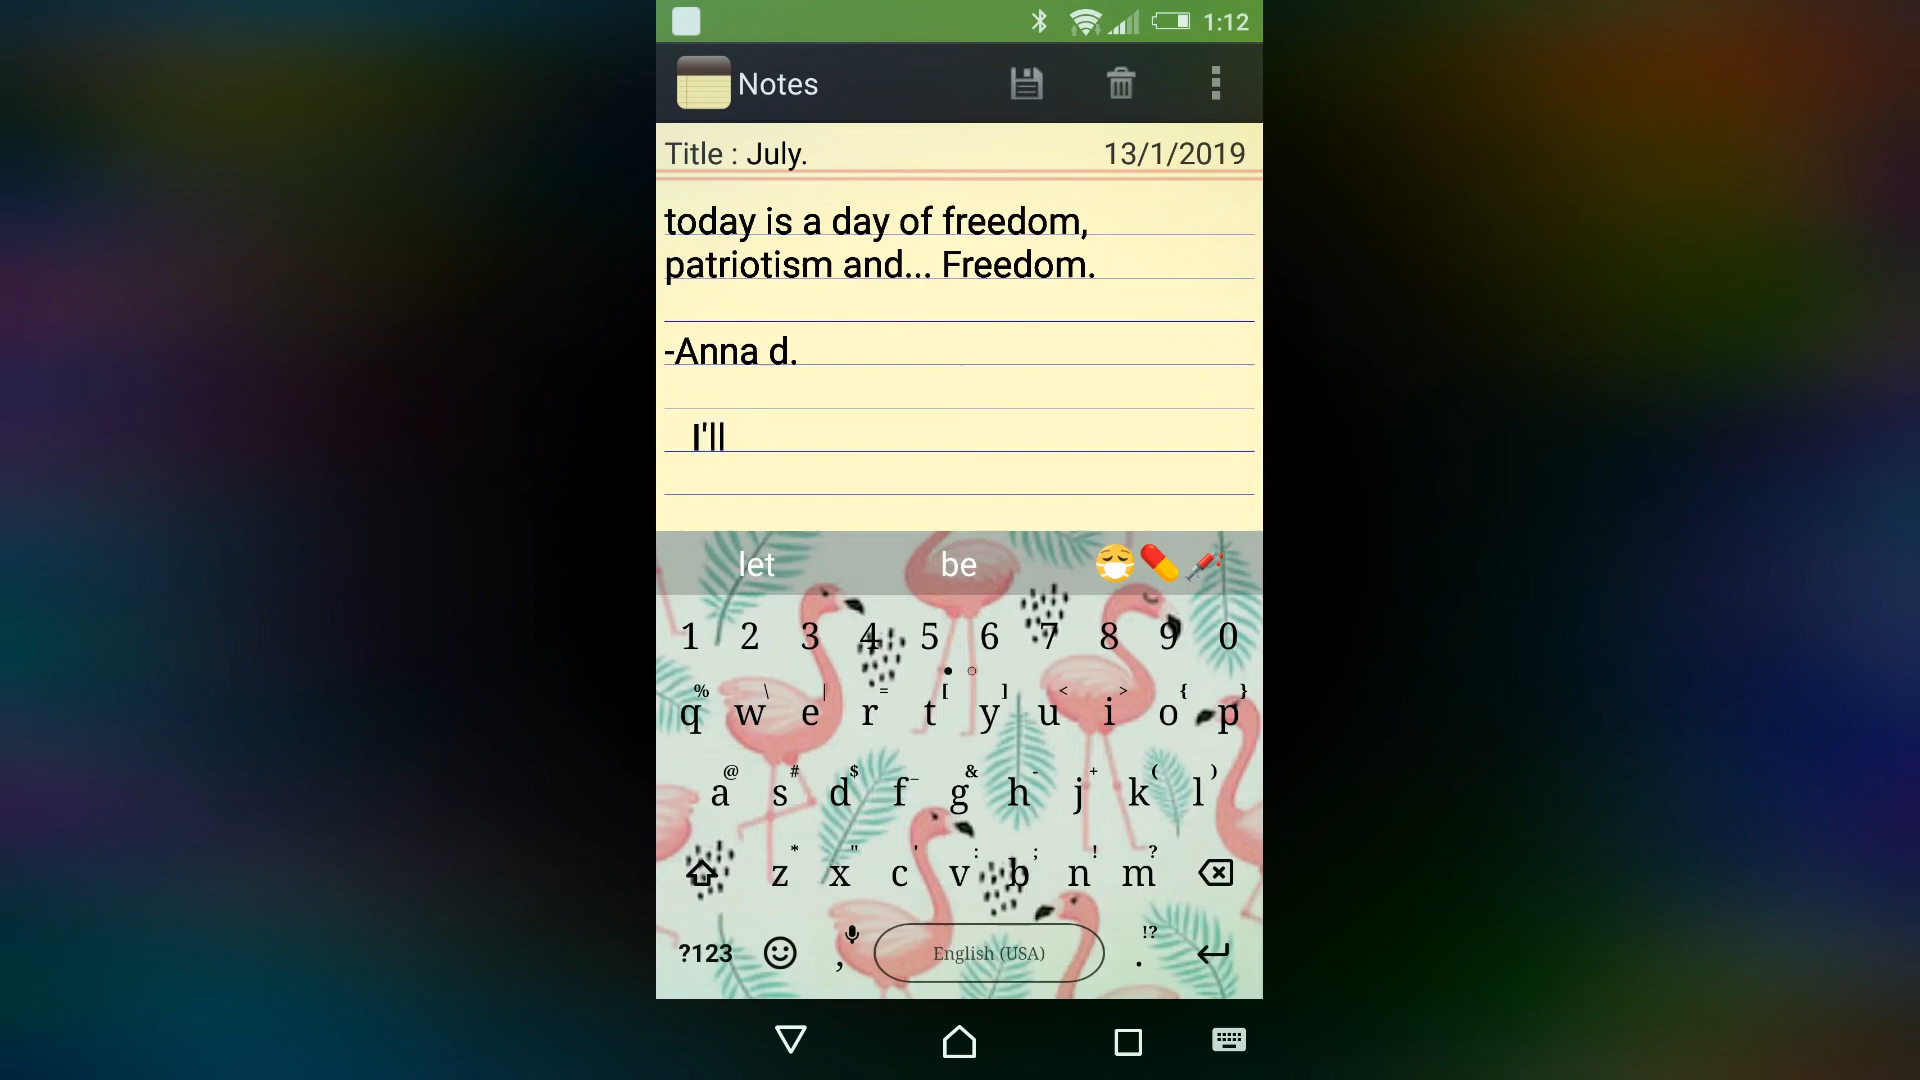 1:12
Notes
Title : July. 13/1/2019
today is a day of freedom,
patriotism and... Freedom.
-Anna d.
I'll
let be 😷💊💉
1 2 3 4 5 6 7 8 9 0
% \ | = [ ] < > { }
q w e r t y u i o p
@ # $ _ & - + ( )
a s d f g h j k l
* " ' : ; ! ?
z x c v b n m
!?
?123 , English (USA) .